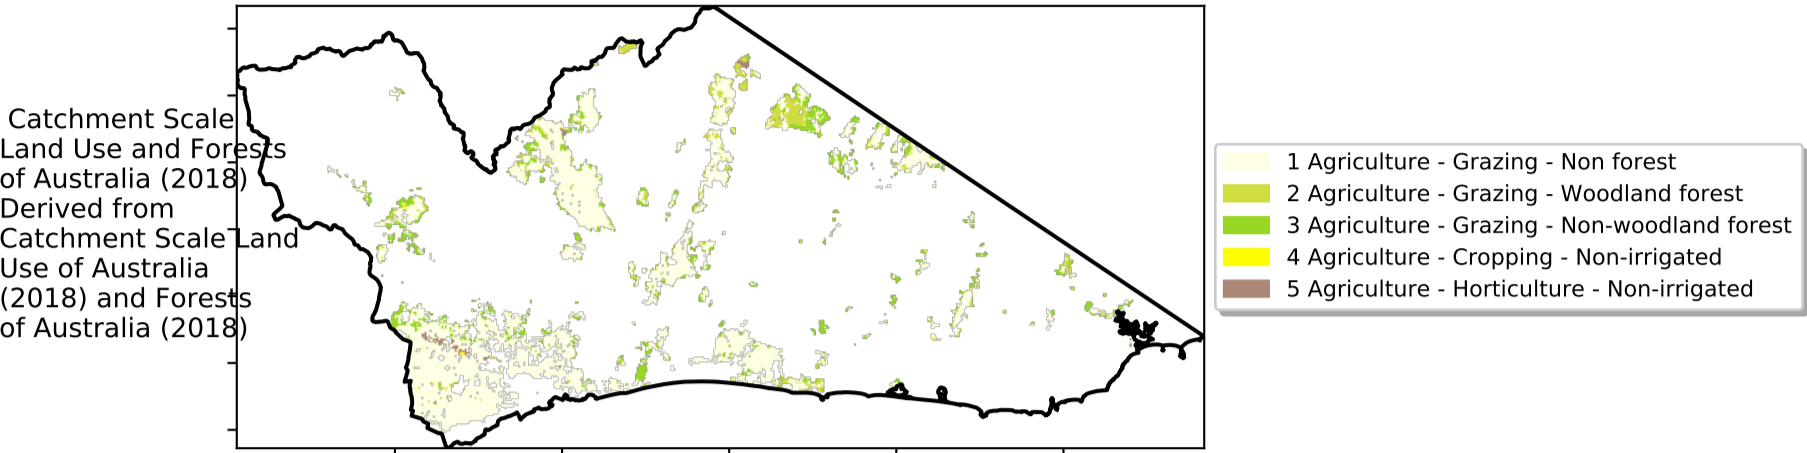 Catchment Scale
Land Use and Forests
of Australia (2018)
Derived from
Catchment Scale Land
Use of Australia
(2018) and Forests
of Australia (2018)
1 Agriculture - Grazing - Non forest
2 Agriculture - Grazing - Woodland forest
3 Agriculture - Grazing - Non-woodland forest
4 Agriculture - Cropping - Non-irrigated
5 Agriculture - Horticulture - Non-irrigated